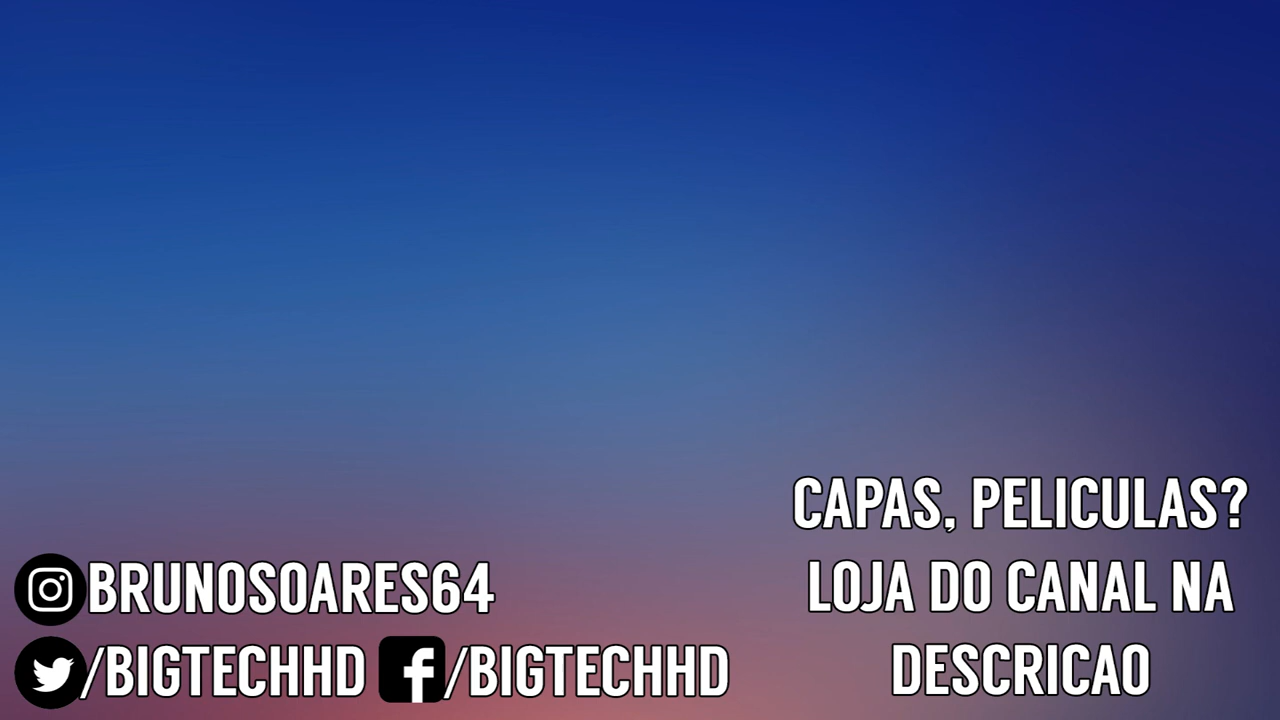 CAPAS, PELICULAS?
LOJA DO CANAL NA
DESCRICAO
BRUNOSOARES64
/BIGTECHHD /BIGTECHHD